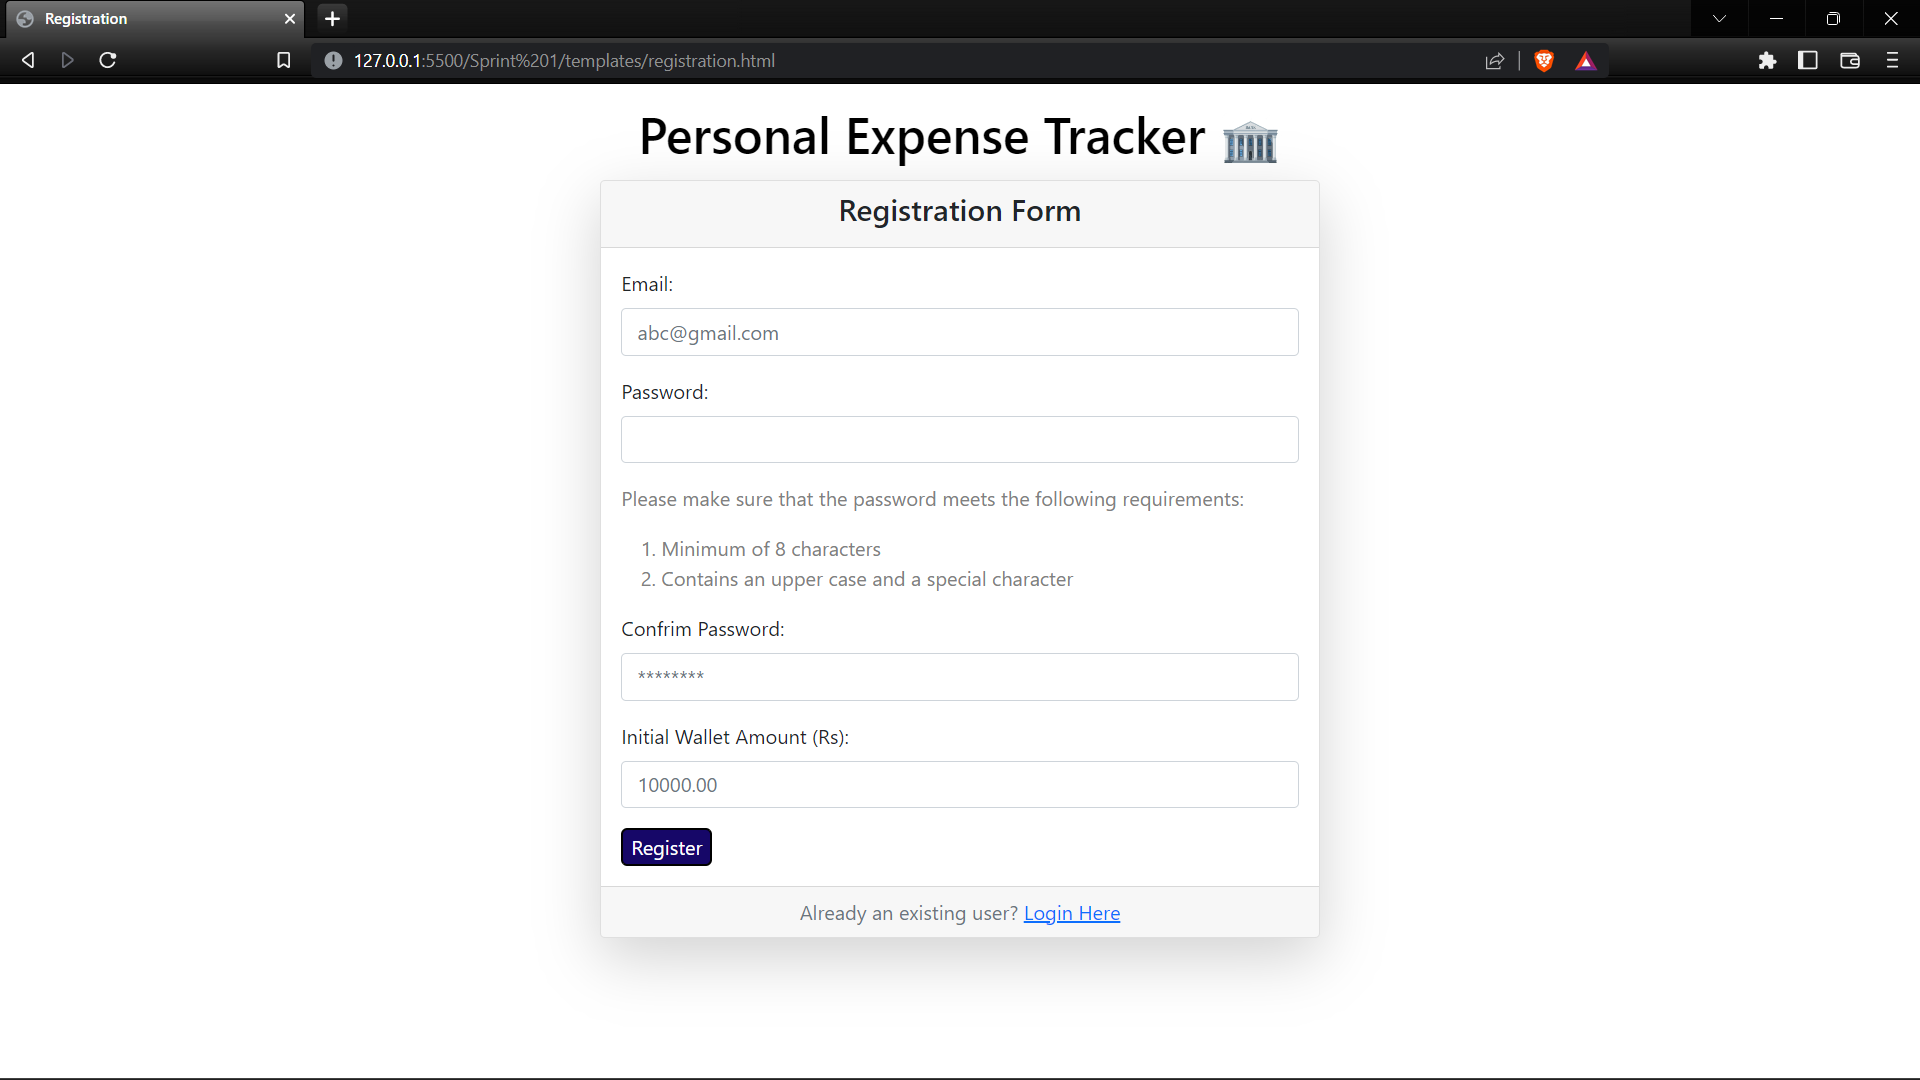 Registration
127.0.0.1:5500/Sprint%201/templates/registration.html
Personal Expense Tracker 🏦
Registration Form
Email:
abc@gmail.com
Password:
Please make sure that the password meets the following requirements:
1. Minimum of 8 characters
2. Contains an upper case and a special character
Confrim Password:
********
Initial Wallet Amount (Rs):
10000.00
Register
Already an existing user? Login Here